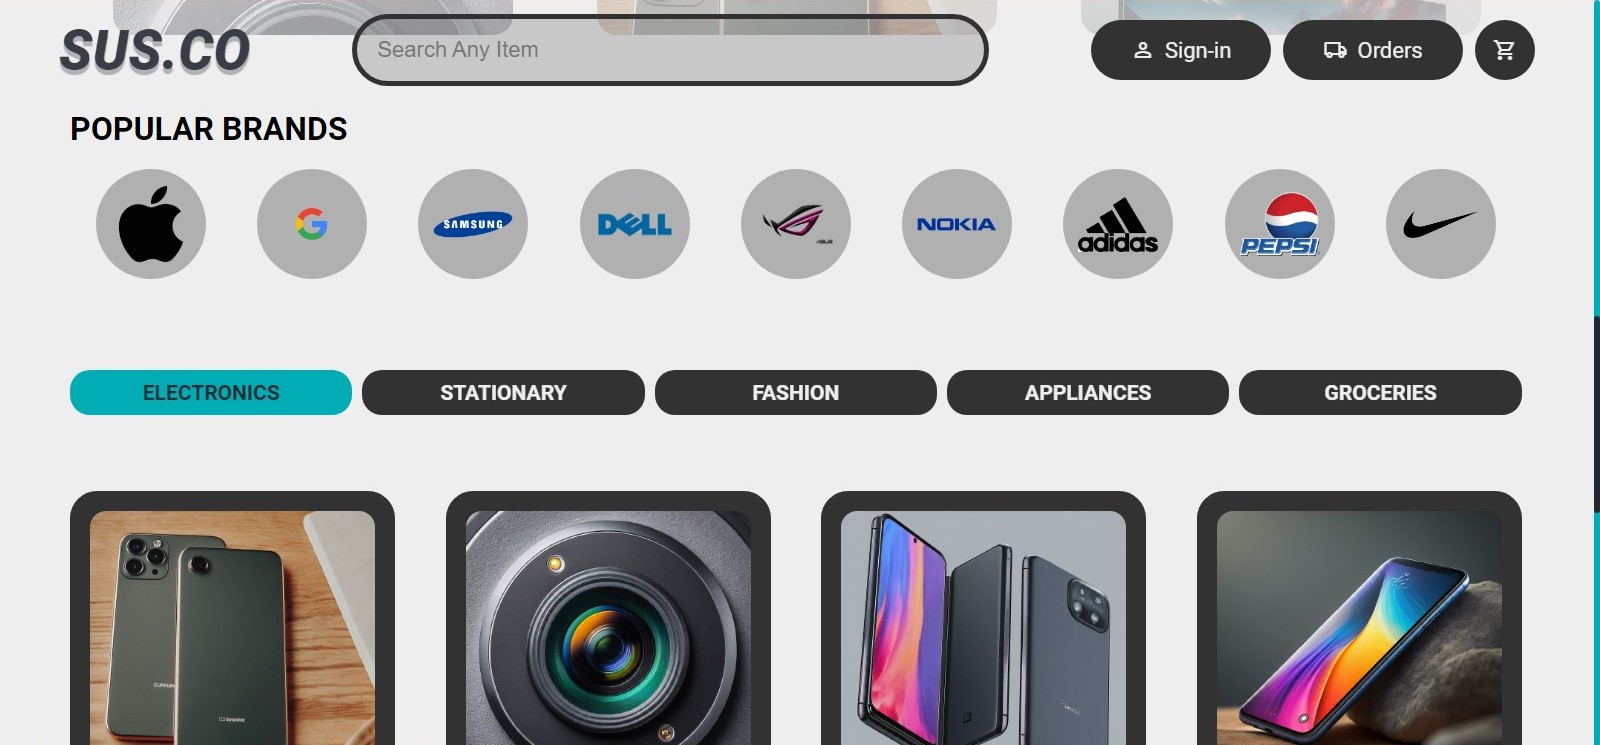 SUS.CO
Search Any Item
Sign-in
Orders
POPULAR BRANDS
SAMSUNG
DELL
ASUS
NOKIA
adidas
PEPSI
ELECTRONICS
STATIONARY
FASHION
APPLIANCES
GROCERIES